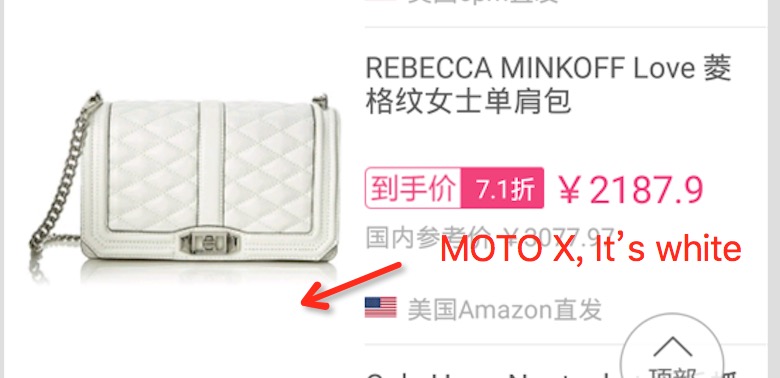 REBECCA MINKOFF Love 菱
格纹女士单肩包
到手价 7.1折 ¥2187.9
国内参考价 ¥3077.97
MOTO X, It's white
美国Amazon直发
顶部